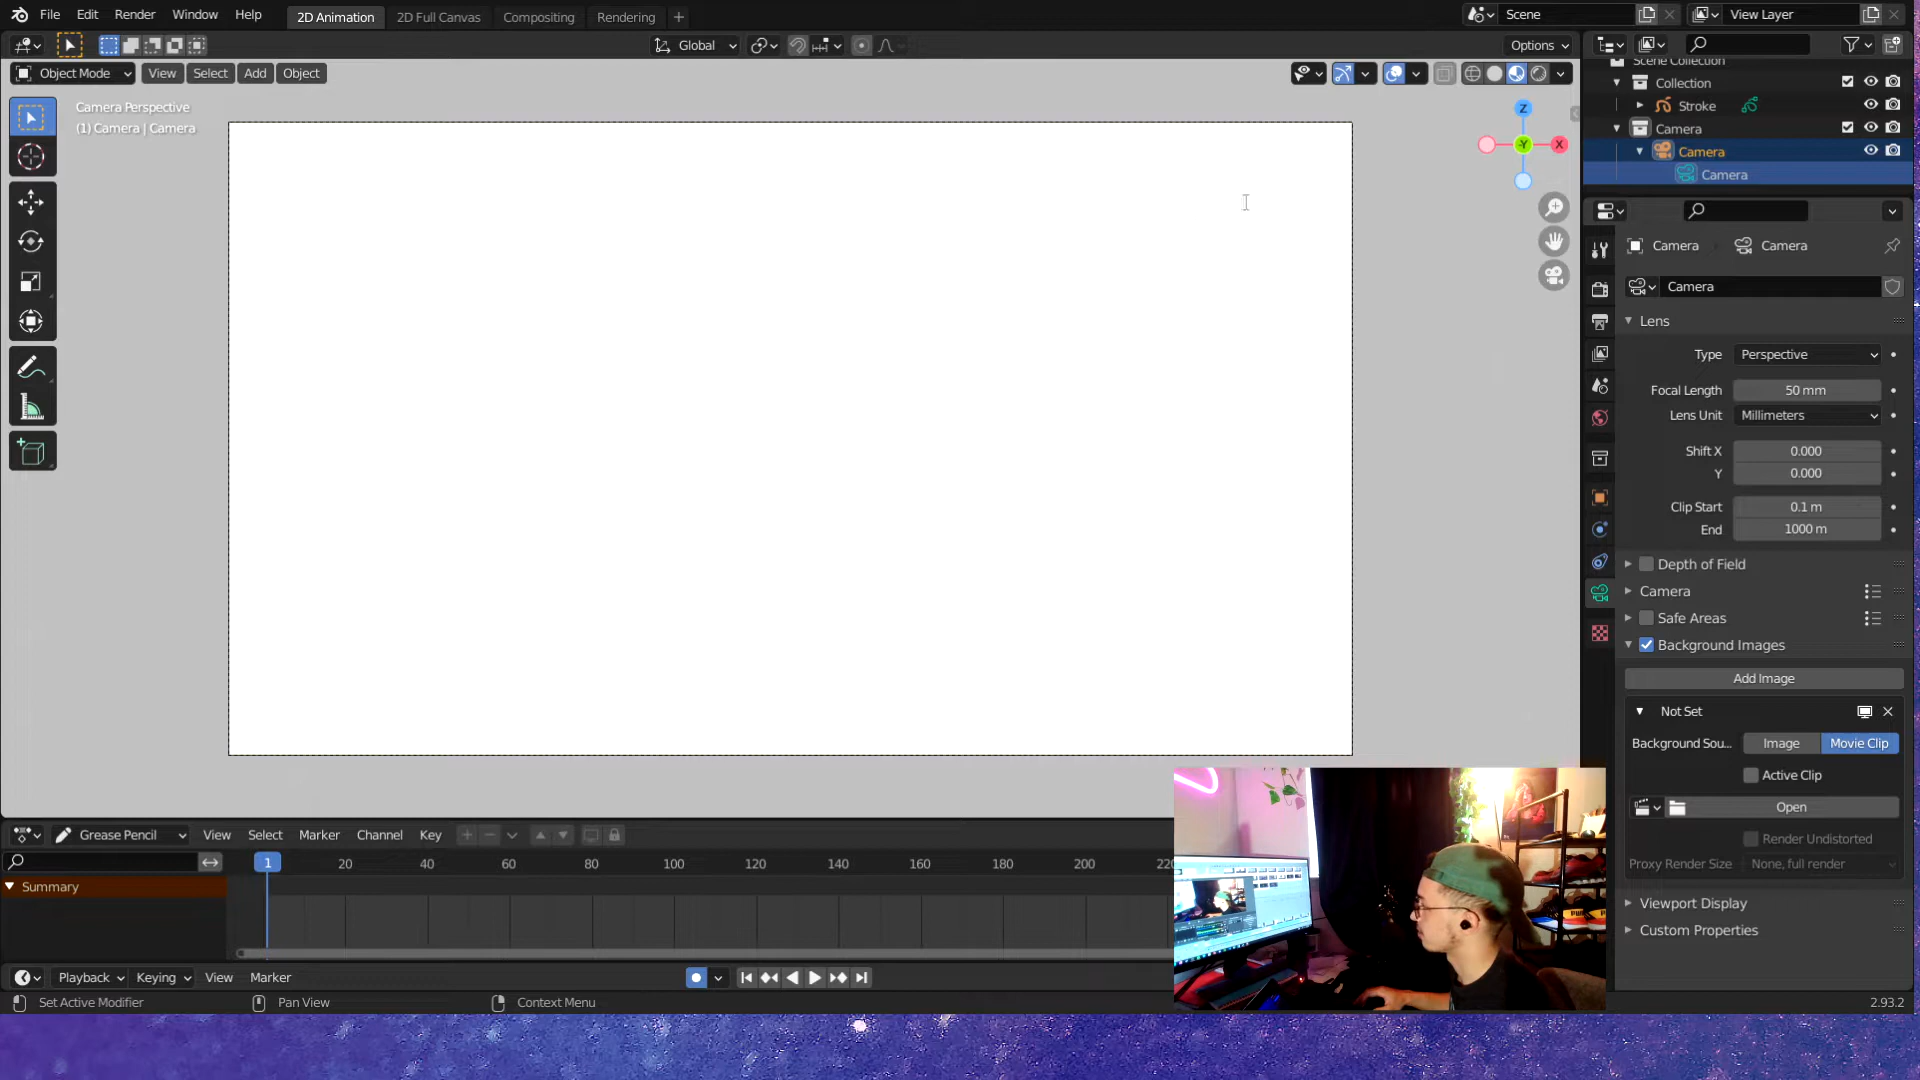 File Edit Render Window Help 2D Animation 2D Full Canvas Compositing Rendering + Scene View Layer
Global Options
Object Mode View Select Add Object
Camera Perspective
(1) Camera | Camera
Z
-Y X
Scene Collection
Collection
Stroke
Camera
Camera
Camera
Camera Camera
Camera
Lens
Type Perspective
Focal Length 50 mm
Lens Unit Millimeters
Shift X 0.000
Y 0.000
Clip Start 0.1 m
End 1000 m
Depth of Field
Camera
Safe Areas
Background Images
Add Image
Not Set
Background Sou... Image Movie Clip
Active Clip
Open
Render Undistorted
Proxy Render Size None, full render
Viewport Display
Custom Properties
Grease Pencil View Select Marker Channel Key
1 20 40 60 80 100 120 140 160 180 200
Summary
Playback Keying View Marker
Set Active Modifier Pan View Context Menu 2.93.2